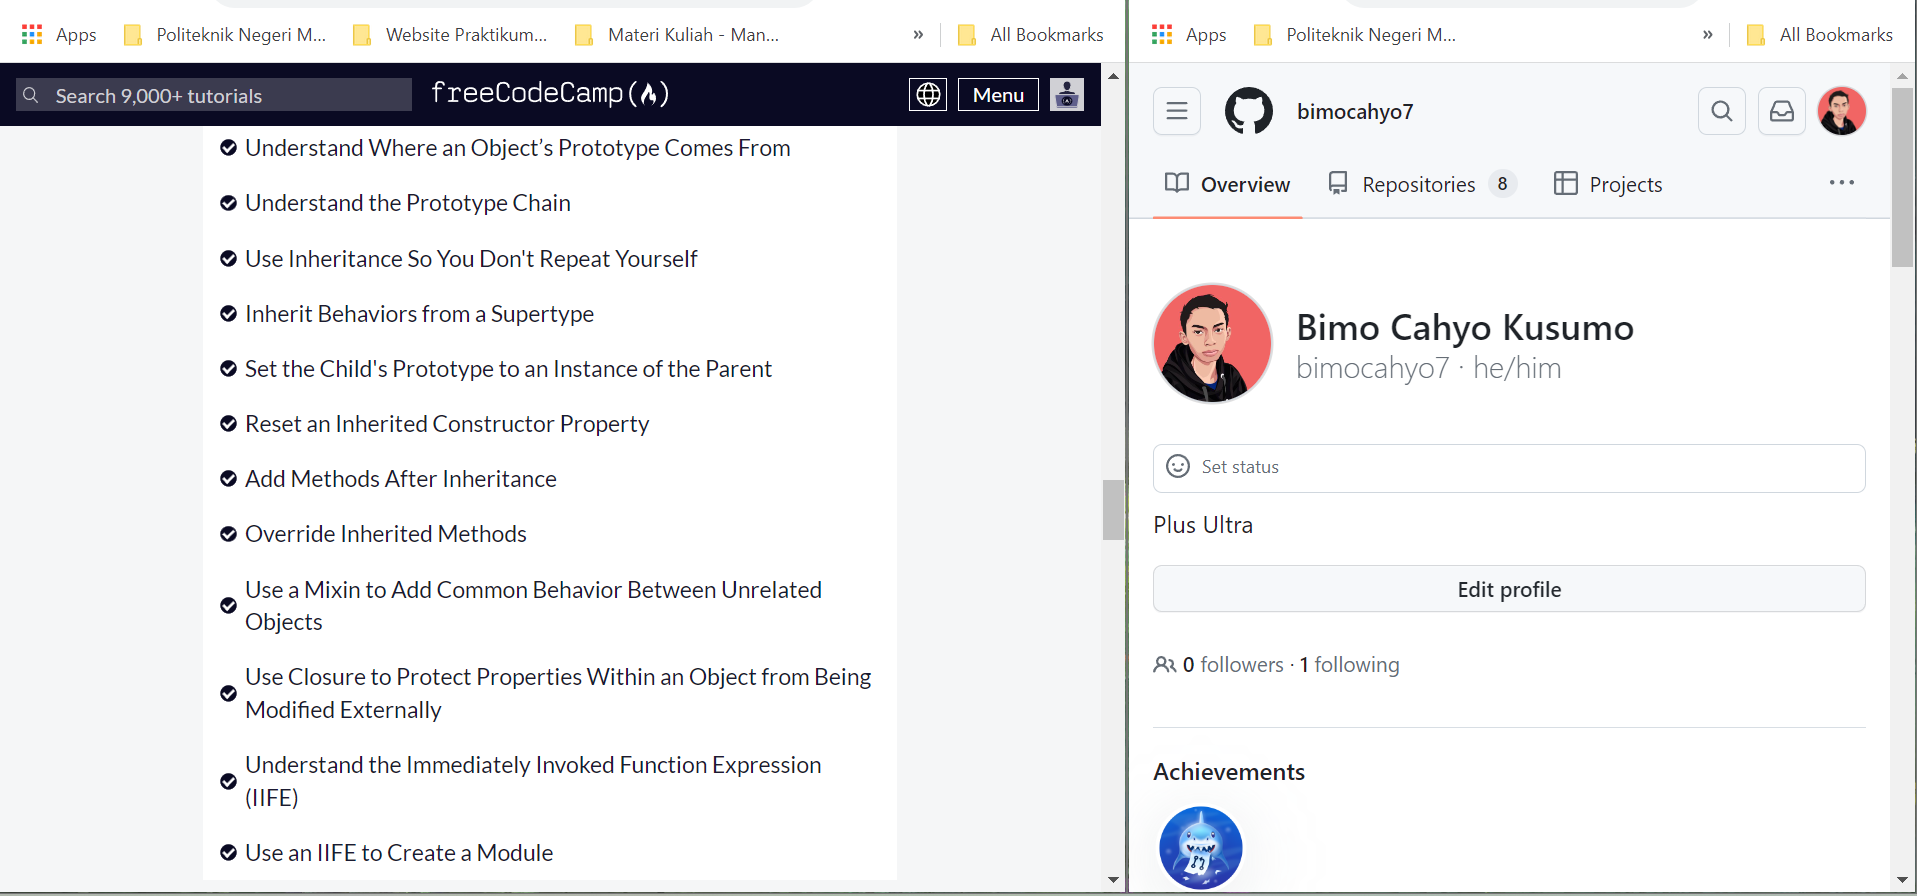 Apps
Politeknik Negeri M...
Website Praktikum...
Materi Kuliah - Man...
»
All Bookmarks
Search 9,000+ tutorials
freeCodeCamp
Menu
Understand Where an Object’s Prototype Comes From
Understand the Prototype Chain
Use Inheritance So You Don't Repeat Yourself
Inherit Behaviors from a Supertype
Set the Child's Prototype to an Instance of the Parent
Reset an Inherited Constructor Property
Add Methods After Inheritance
Override Inherited Methods
Use a Mixin to Add Common Behavior Between Unrelated
Objects
Use Closure to Protect Properties Within an Object from Being
Modified Externally
Understand the Immediately Invoked Function Expression
(IIFE)
Use an IIFE to Create a Module
Apps
Politeknik Negeri M...
»
All Bookmarks
bimocahyo7
Overview
Repositories 8
Projects
Bimo Cahyo Kusumo
bimocahyo7 · he/him
Set status
Plus Ultra
Edit profile
0 followers · 1 following
Achievements